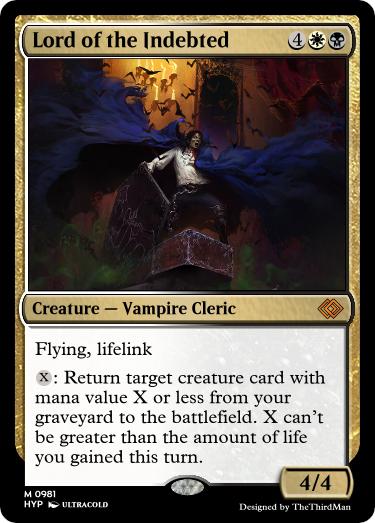 Lord of the Indebted 4
Creature — Vampire Cleric
Flying, lifelink
X: Return target creature card with
mana value X or less from your
graveyard to the battlefield. X can't
be greater than the amount of life
you gained this turn.
4/4
M 0981
HYP ULTRACOLD
Designed by TheThirdMan